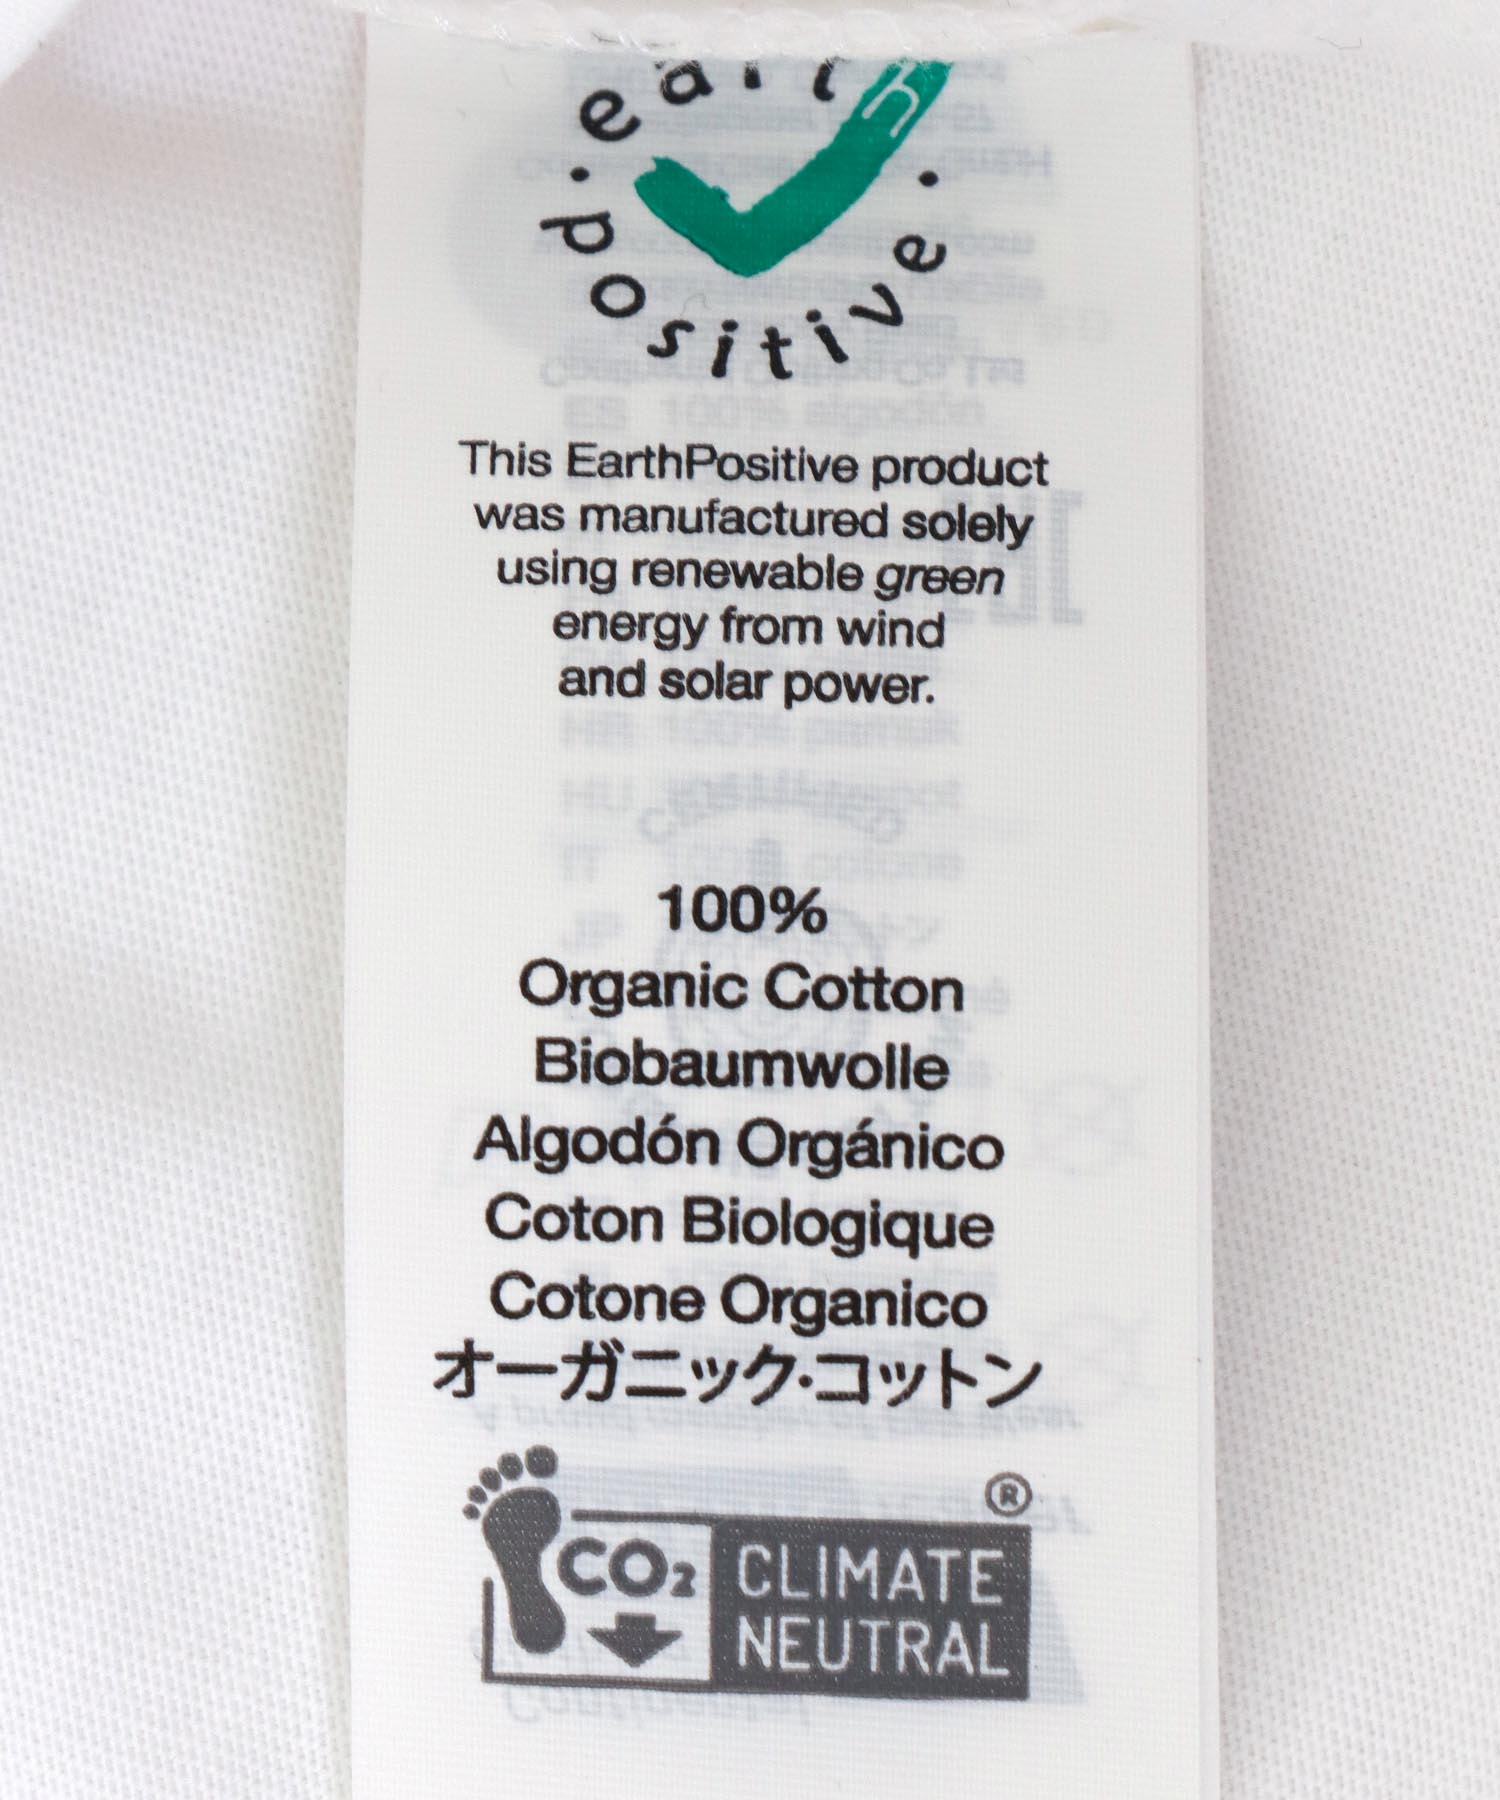 earth
positive
This EarthPositive product
was manufactured solely
using renewable green
energy from wind
and solar power.
100%
Organic Cotton
Biobaumwolle
Algodón Orgánico
Coton Biologique
Cotone Organico
オーガニック・コットン
®
CO₂
CLIMATE
NEUTRAL